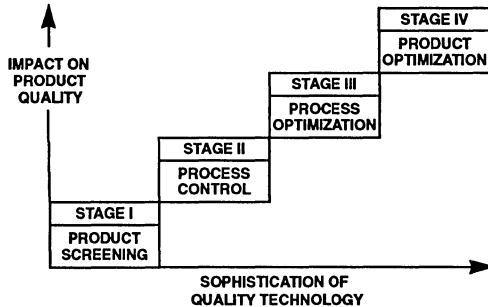 STAGE IV
PRODUCT
OPTIMIZATION
IMPACT ON
PRODUCT
QUALITY
STAGE III
PROCESS
OPTIMIZATION
STAGE II
PROCESS
CONTROL
STAGE I
PRODUCT
SCREENING
SOPHISTICATION OF
QUALITY TECHNOLOGY